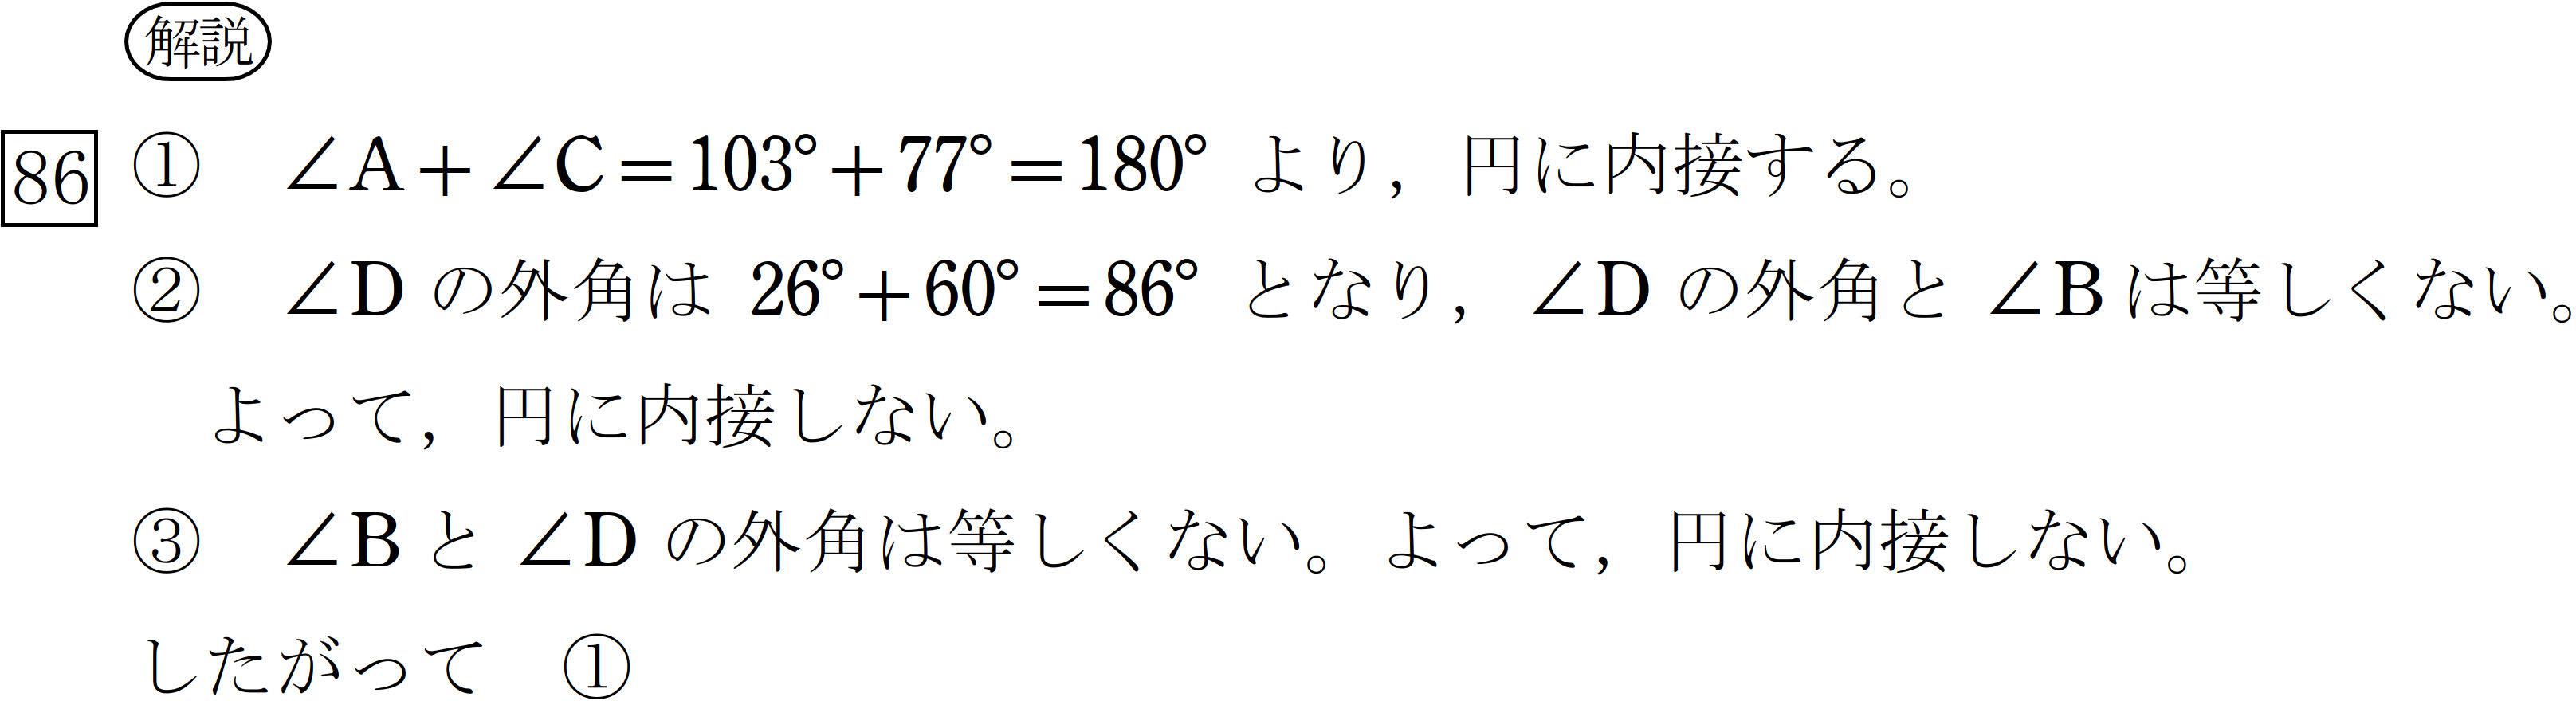 解説
86 ① ∠A+∠C=103°+77°=180° より，円に内接する。
② ∠D の外角は 26°+60°=86° となり，∠D の外角と ∠B は等しくない。
よって，円に内接しない。
③ ∠B と ∠D の外角は等しくない。よって，円に内接しない。
したがって ①